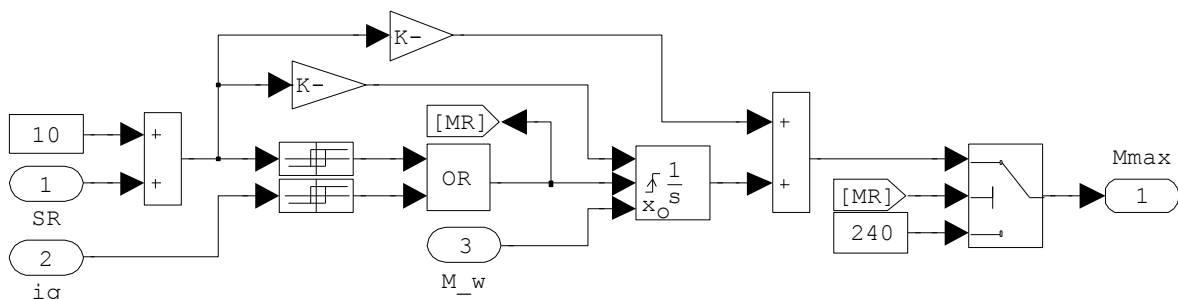 K-
K-
10
+
+
1
SR
2
ig
[MR]
OR
1
s
x
o
3
M_w
+
+
[MR]
240
Mmax
1